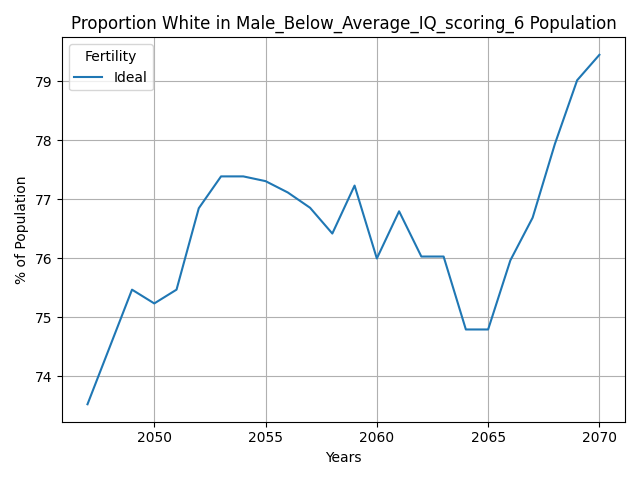 Proportion White in Male_Below_Average_IQ_scoring_6 Population
Fertility
Ideal
79
78
77
76
75
74
% of Population
2050
2055
2060
2065
2070
Years